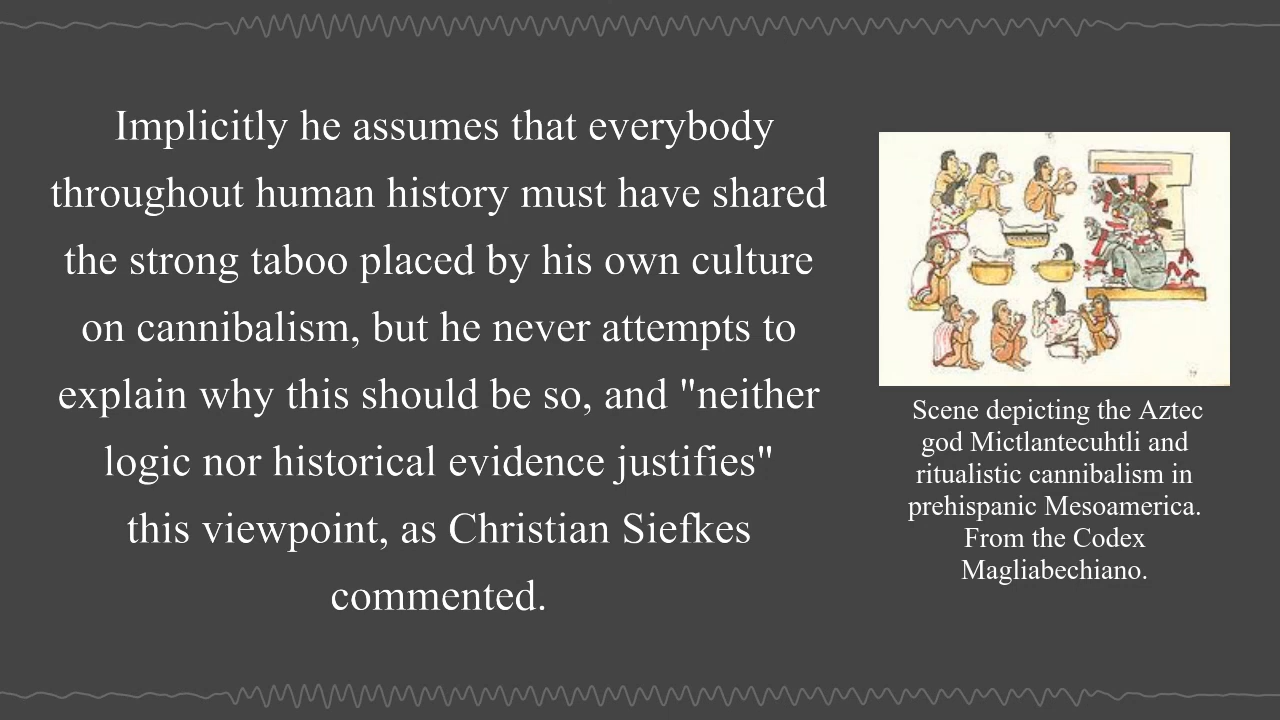 Implicitly he assumes that everybody
throughout human history must have shared
the strong taboo placed by his own culture
on cannibalism, but he never attempts to
explain why this should be so, and "neither
logic nor historical evidence justifies"
this viewpoint, as Christian Siefkes
commented.
Scene depicting the Aztec
god Mictlantecuhtli and
ritualistic cannibalism in
prehispanic Mesoamerica.
From the Codex
Magliabechiano.